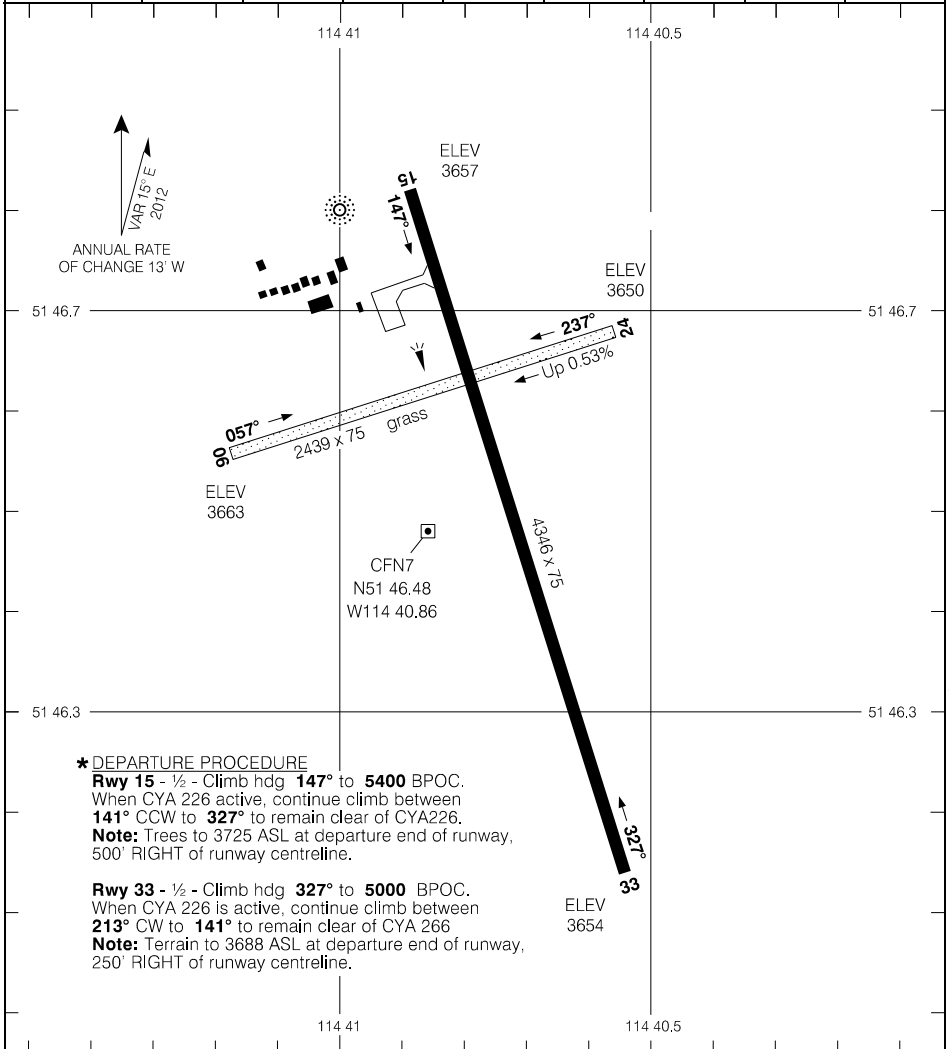 114 41
114 40.5
ELEV
3657
15
147°
VAR 15° E
2012
ANNUAL RATE
OF CHANGE 13' W
ELEV
3650
51 46.7
51 46.7
237°
24
Up 0.53%
057°
06
2439 x 75
grass
ELEV
3663
4346 x 75
CFN7
N51 46.48
W114 40.86
51 46.3
51 46.3
* DEPARTURE PROCEDURE
Rwy 15 - ½ - Climb hdg 147° to 5400 BPOC.
When CYA 226 active, continue climb between
141° CCW to 327° to remain clear of CYA226.
Note: Trees to 3725 ASL at departure end of runway,
500' RIGHT of runway centreline.
Rwy 33 - ½ - Climb hdg 327° to 5000 BPOC.
When CYA 226 is active, continue climb between
213° CW to 141° to remain clear of CYA 266
Note: Terrain to 3688 ASL at departure end of runway,
250' RIGHT of runway centreline.
327°
33
ELEV
3654
114 41
114 40.5